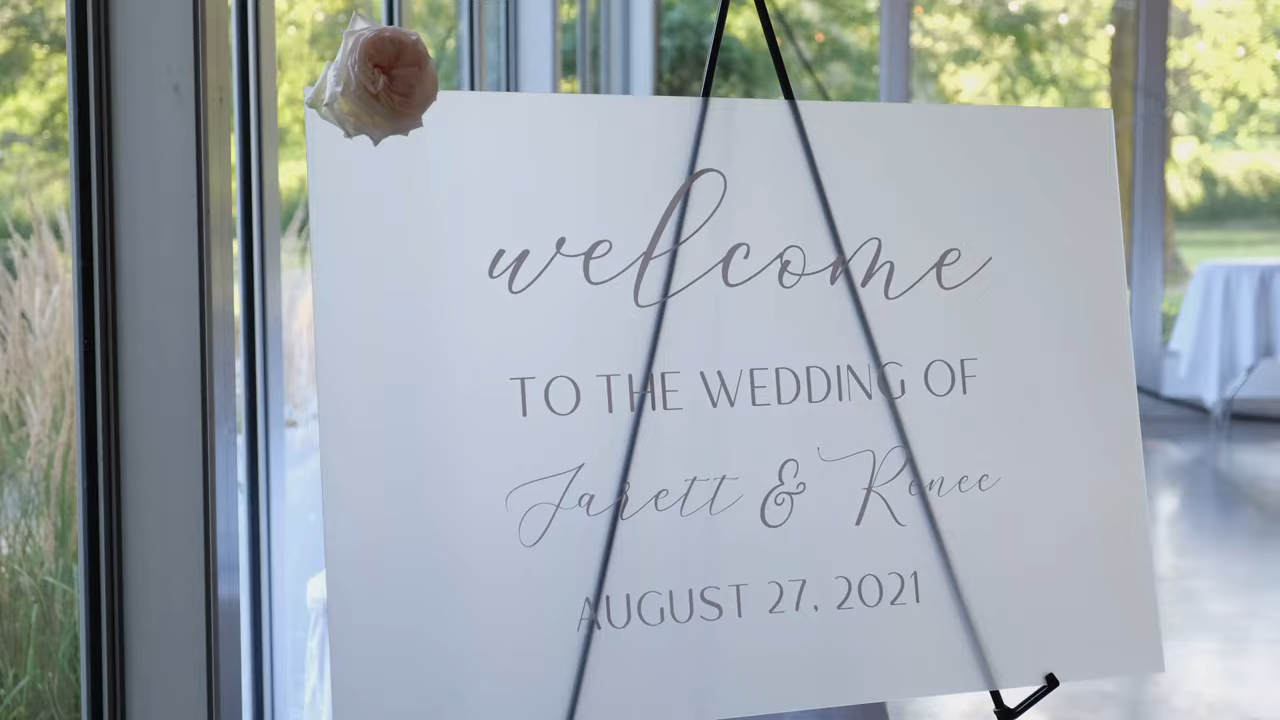 welcome
TO THE WEDDING OF
Jarett & Renee
AUGUST 27, 2021